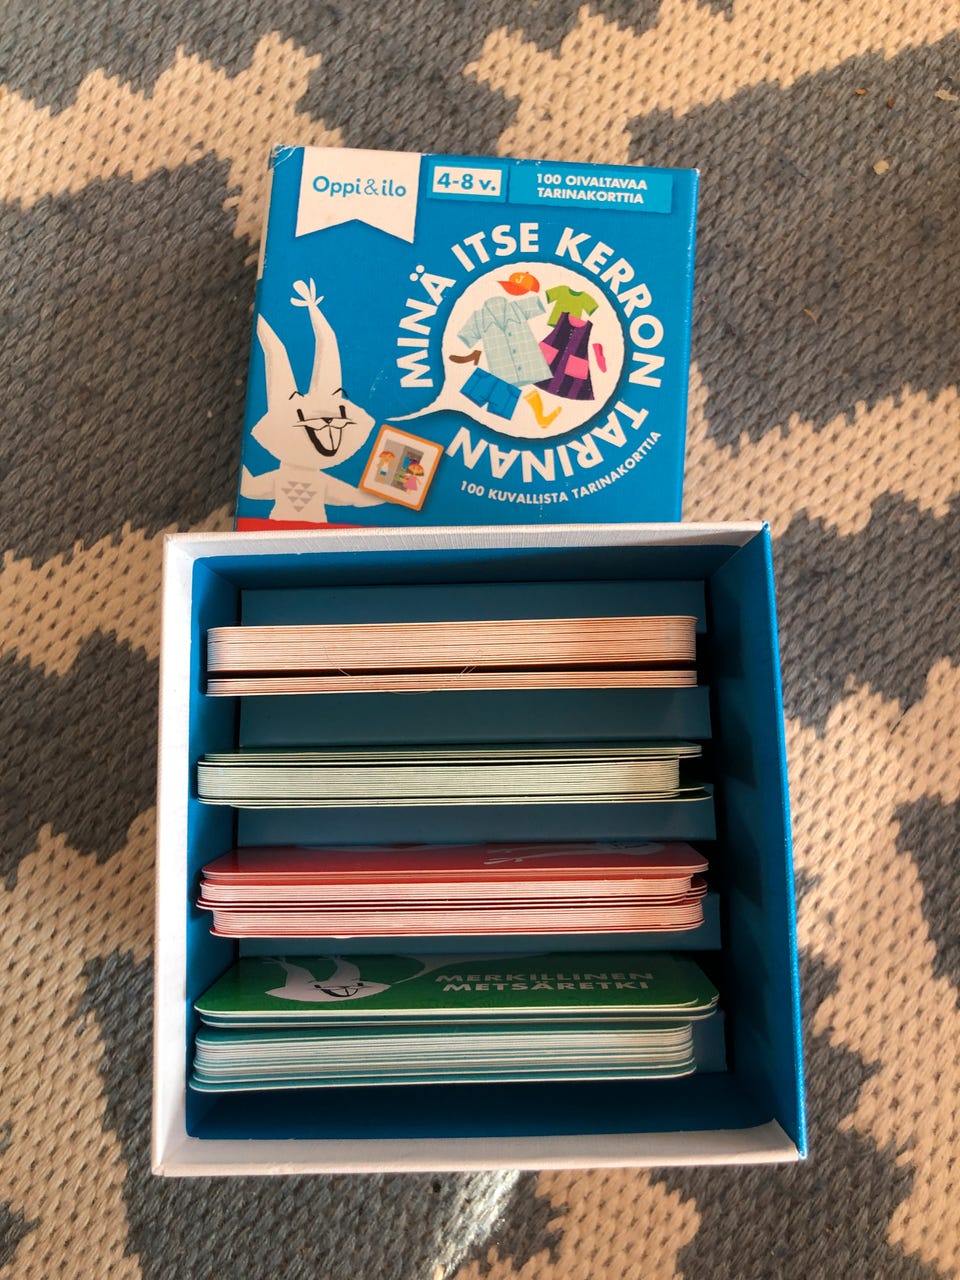 Oppi&ilo
4-8 v.
100 OIVALTAVAA
TARINAKORTTIA
MINÄ ITSE KERRON TARINAN
100 KUVALLISTA TARINAKORTTIA
J
MERKILLINEN
METSÄRETKI